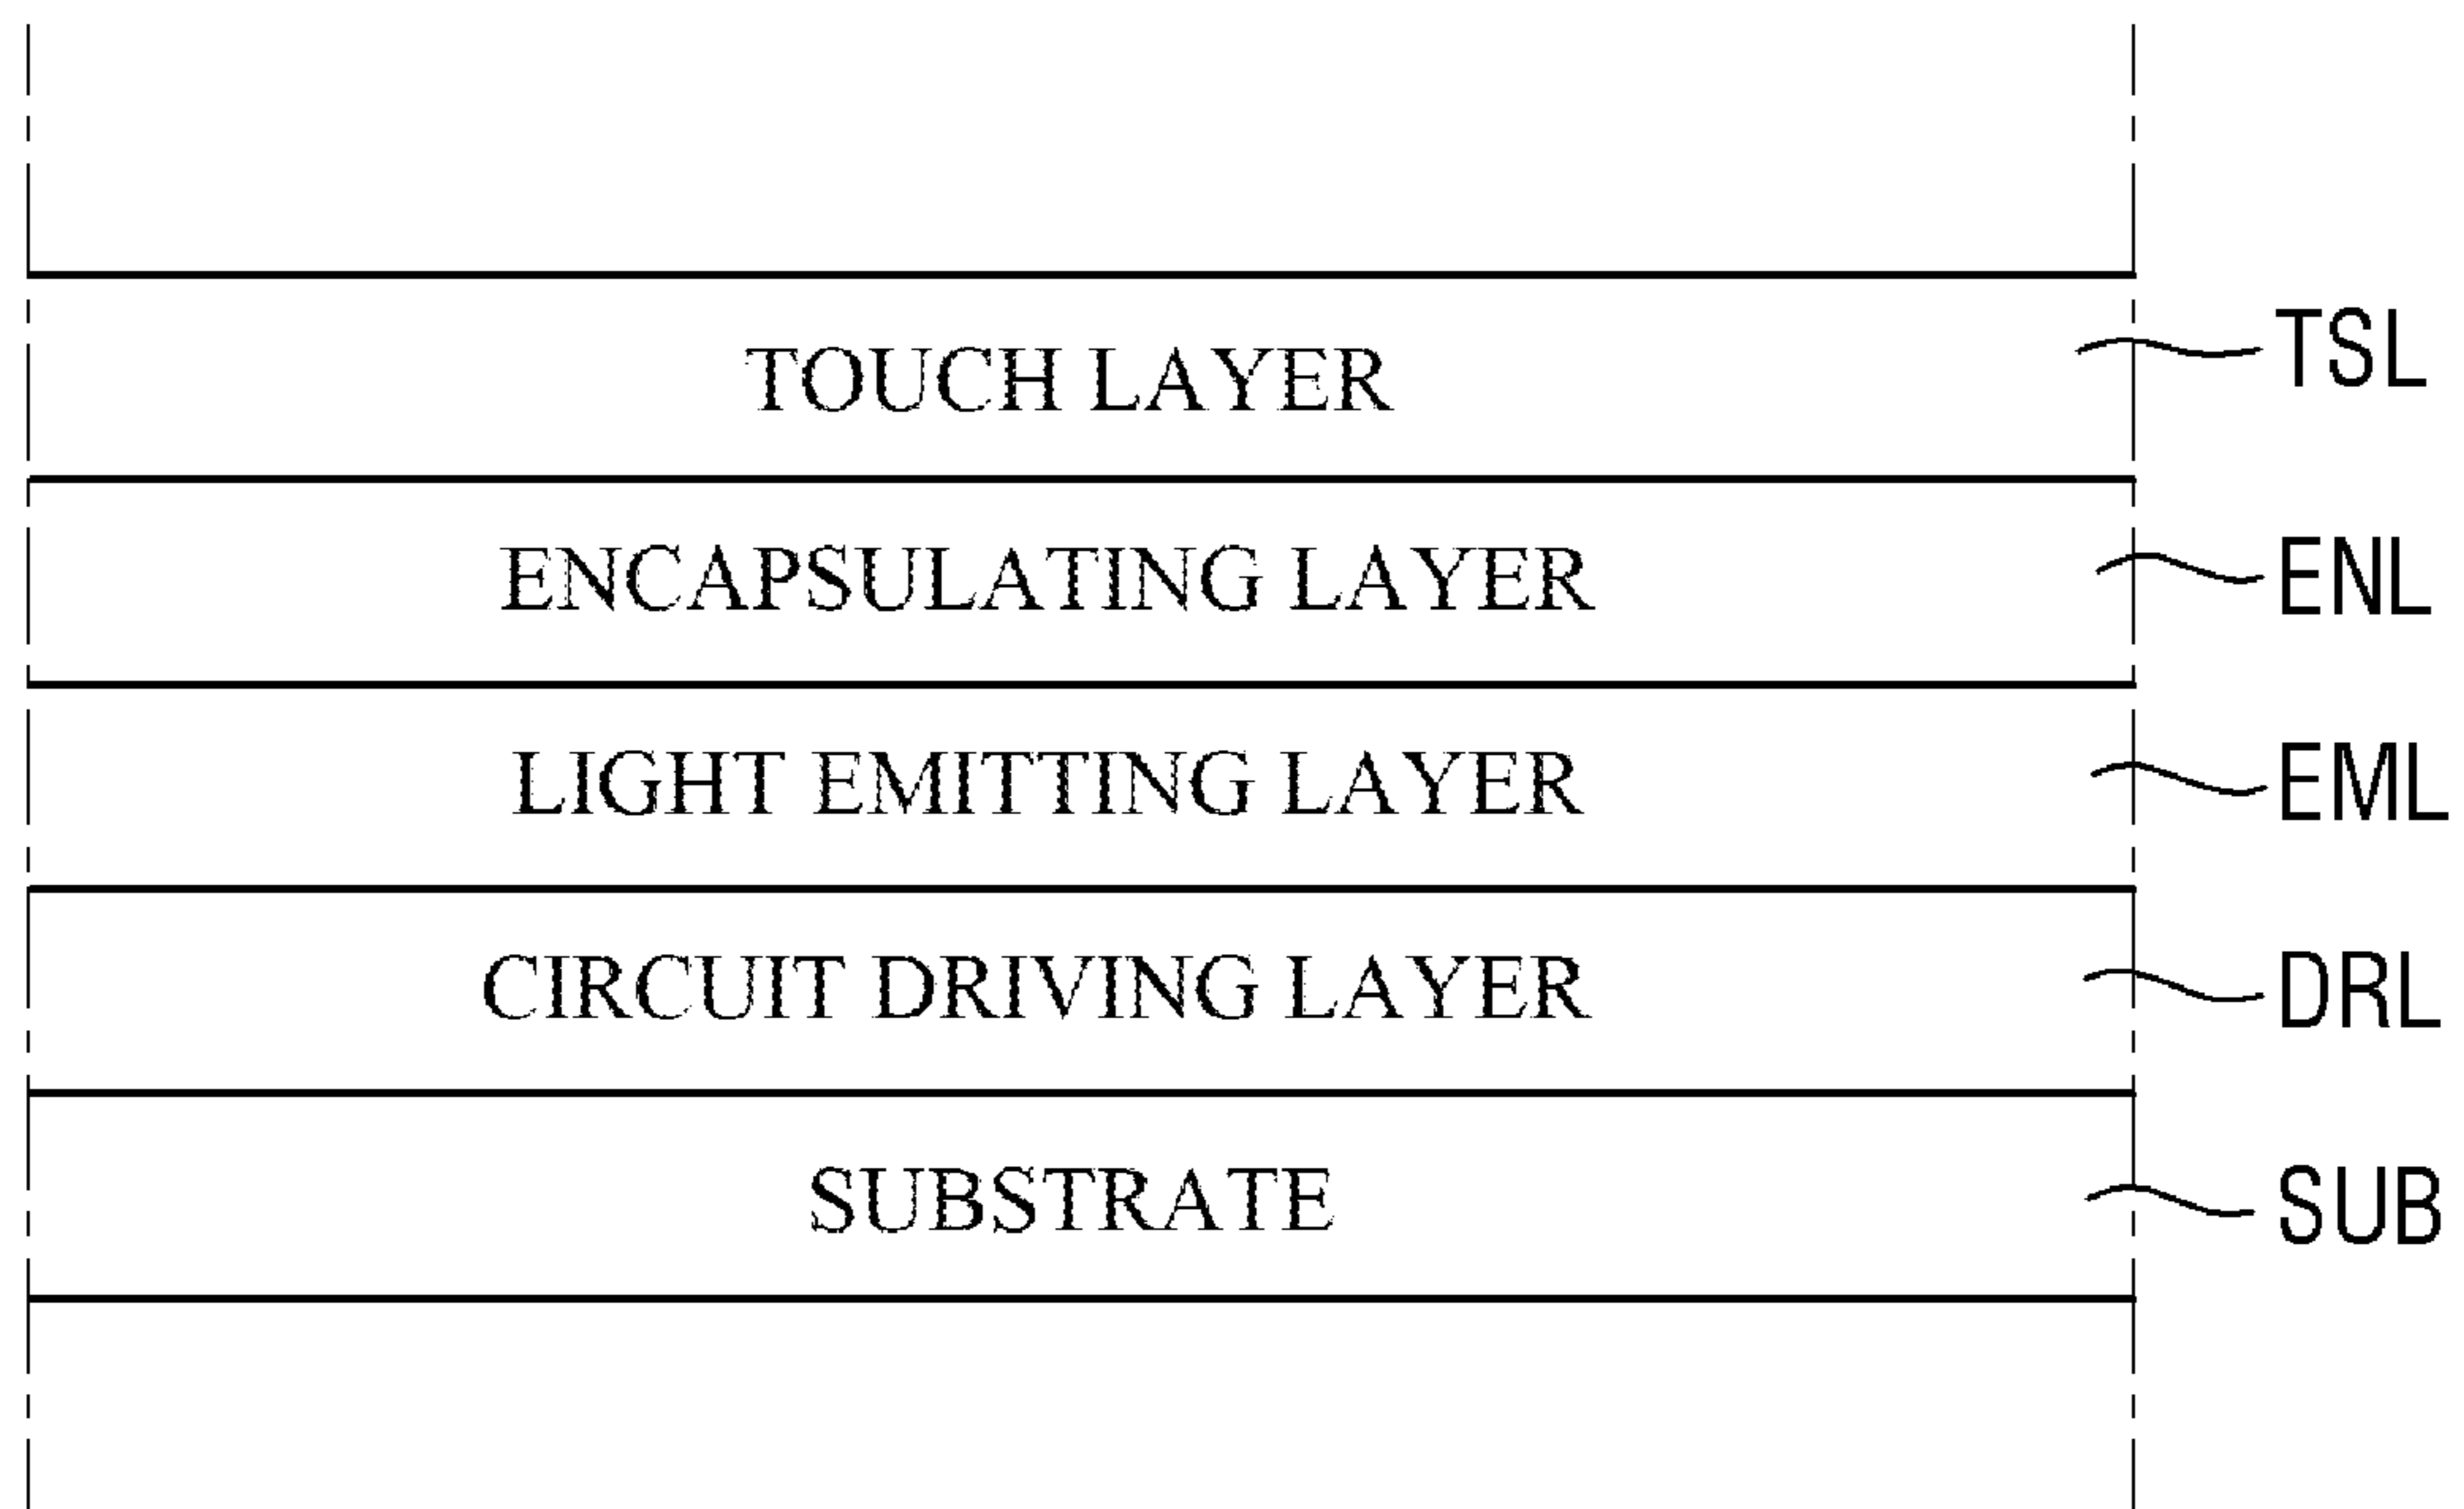 TOUCH LAYER TSL
ENCAPSULATING LAYER ENL
LIGHT EMITTING LAYER EML
CIRCUIT DRIVING LAYER DRL
SUBSTRATE SUB